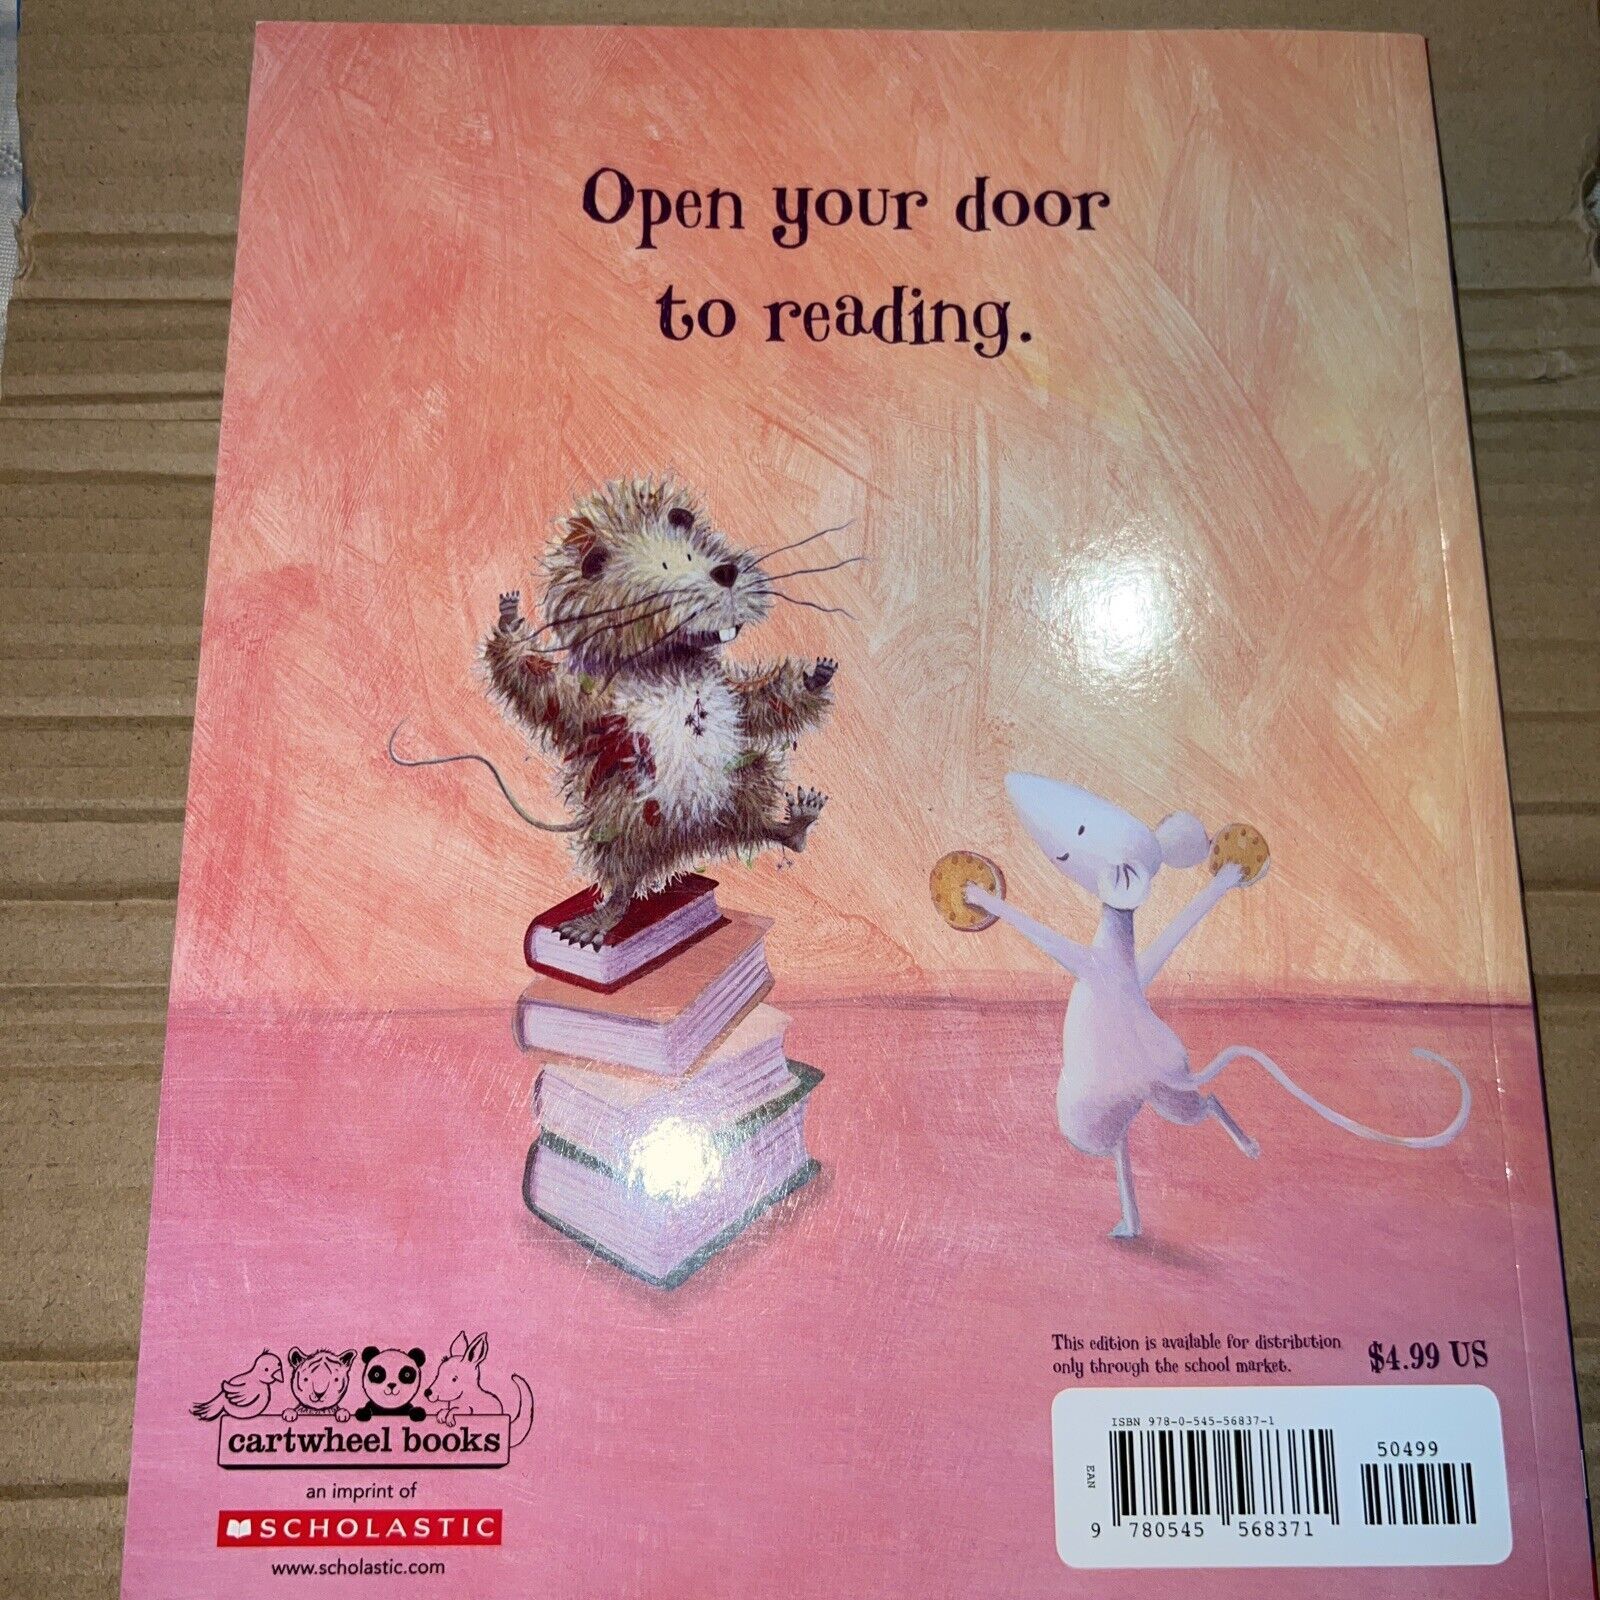 Open your door
to reading.
This edition is available for distribution
only through the school market.
$4.99 US
cartwheel books
an imprint of
SCHOLASTIC
www.scholastic.com
ISBN 978-0-545-56837-1
50499
EAN
9 780545 568371